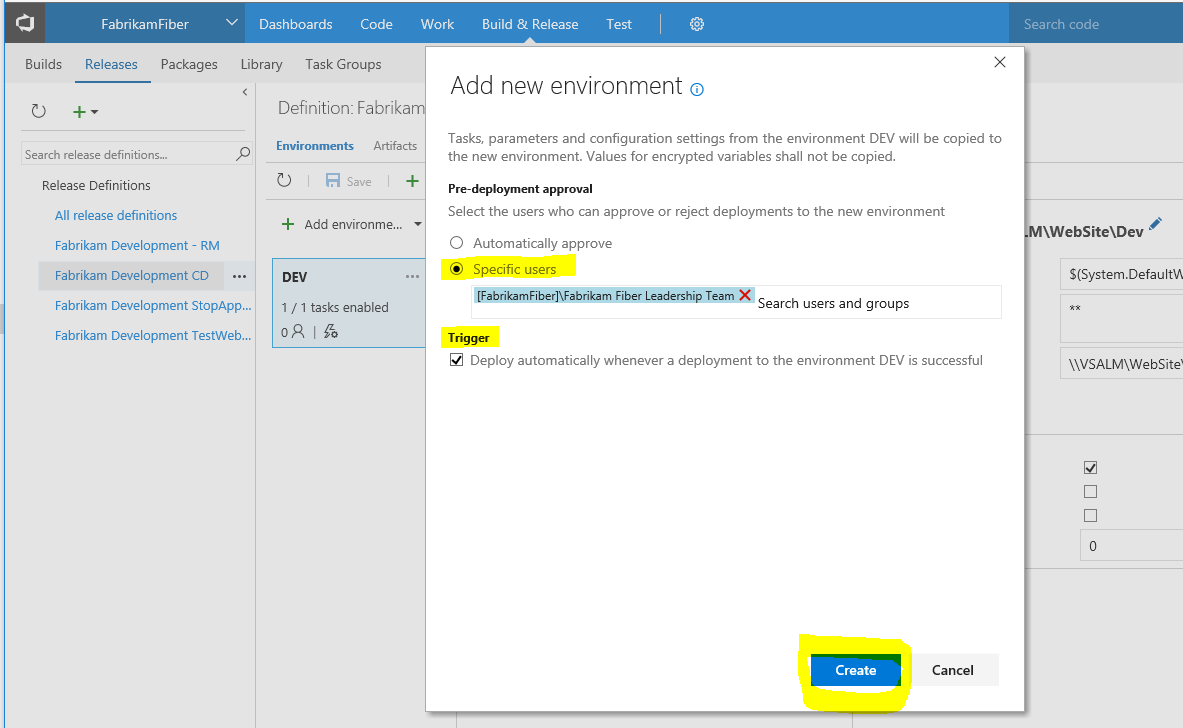 FabrikamFiber
Dashboards
Code
Work
Build & Release
Test
Search code
Builds
Releases
Packages
Library
Task Groups
Search release definitions...
Release Definitions
All release definitions
Fabrikam Development - RM
Fabrikam Development CD
Fabrikam Development StopApp...
Fabrikam Development TestWeb...
Definition: Fabrikam
Environments
Artifacts
Save
Add environme...
DEV
1 / 1 tasks enabled
0
Add new environment
Tasks, parameters and configuration settings from the environment DEV will be copied to
the new environment. Values for encrypted variables shall not be copied.
Pre-deployment approval
Select the users who can approve or reject deployments to the new environment
Automatically approve
Specific users
[FabrikamFiber]\Fabrikam Fiber Leadership Team
Search users and groups
Trigger
Deploy automatically whenever a deployment to the environment DEV is successful
Create
Cancel
LM\WebSite\Dev
$(System.DefaultW
**
\\VSALM\WebSite\
0